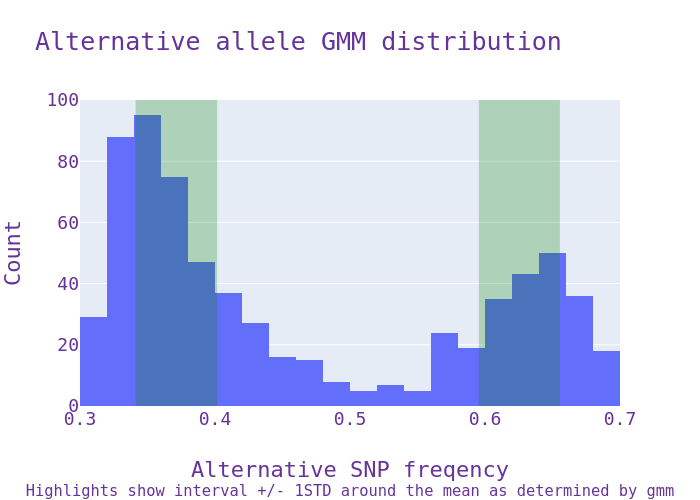 Alternative allele GMM distribution
100
80
60
40
20
0
Count
0.3 0.4 0.5 0.6 0.7
Alternative SNP freqency
Highlights show interval +/- 1STD around the mean as determined by gmm